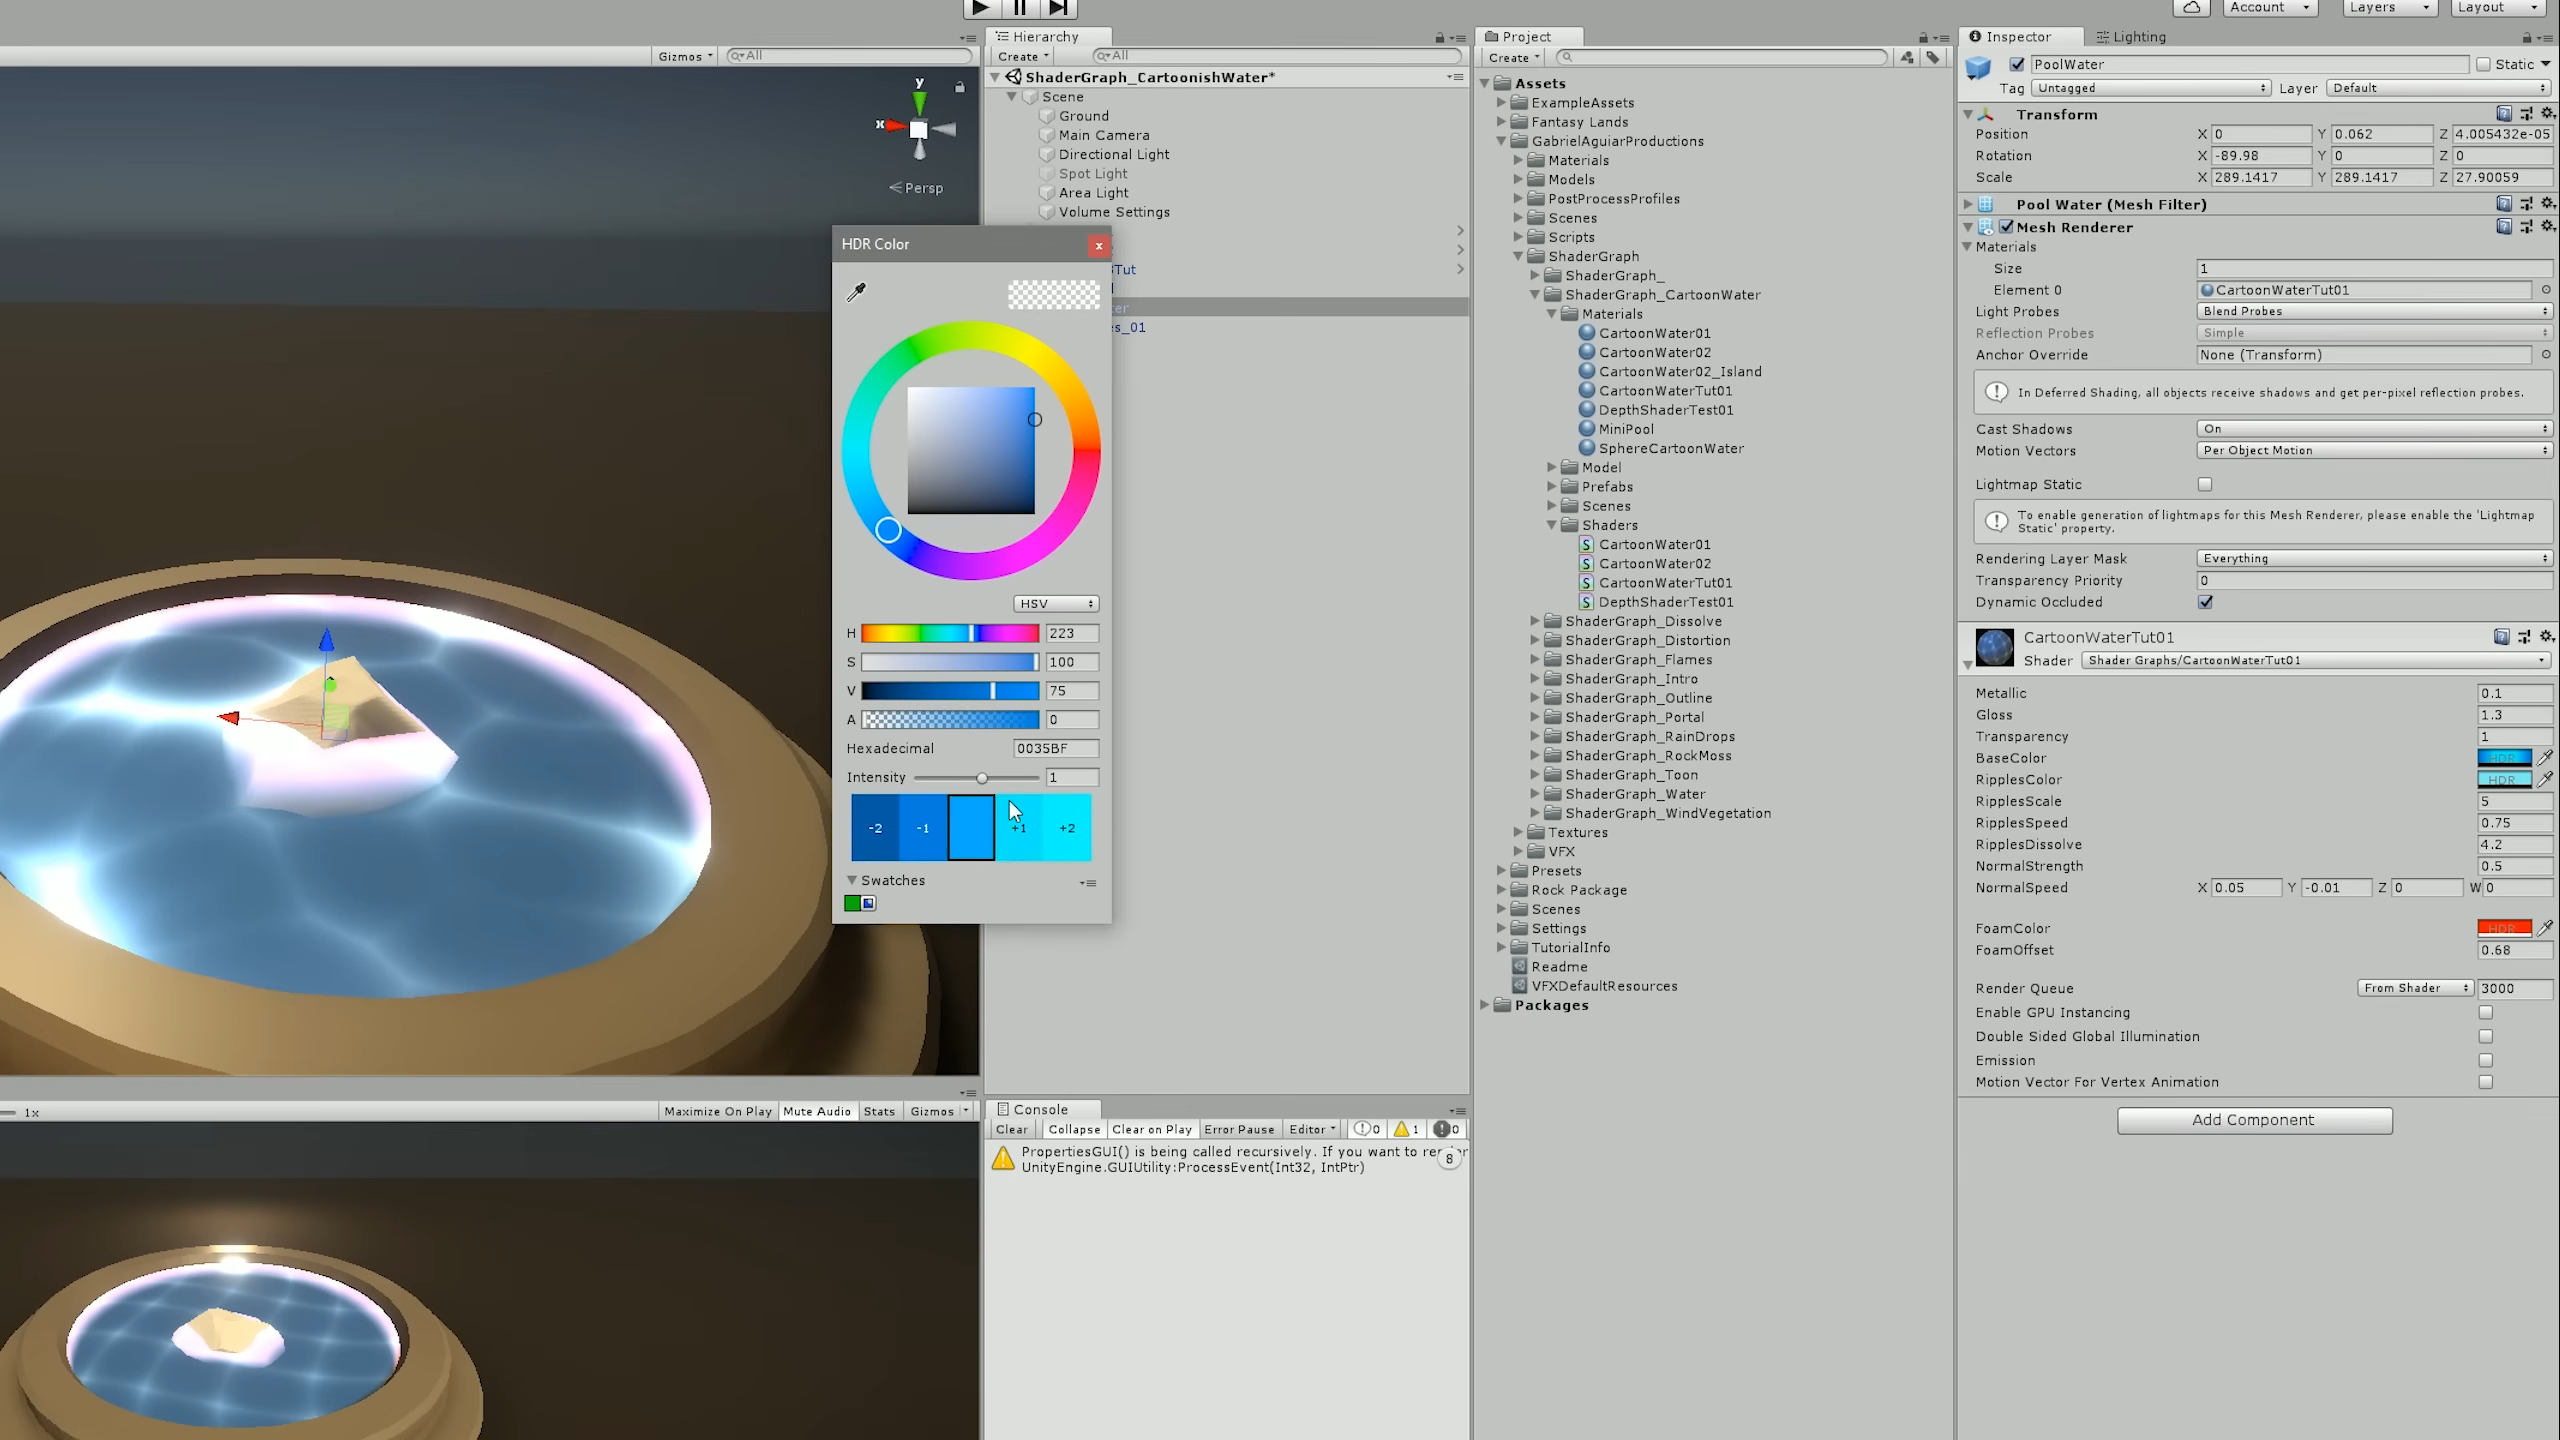 Account
Layers
Layout
Gizmos
All
y
x
Persp
1x
Maximize On Play
Mute Audio
Stats
Gizmos
Hierarchy
Create
All
ShaderGraph_CartoonishWater*
Scene
Ground
Main Camera
Directional Light
Spot Light
Area Light
Volume Settings
HDR Color
x
HSV
H 223
S 100
V 75
A 0
Hexadecimal 0035BF
Intensity 1
-2 -1 +1 +2
Swatches
Console
Clear Collapse Clear on Play Error Pause Editor 0 1 0
PropertiesGUI() is being called recursively. If you want to
UnityEngine.GUIUtility:ProcessEvent(Int32, IntPtr)
8
Project
Create
Assets
ExampleAssets
Fantasy Lands
GabrielAguiarProductions
Materials
Models
PostProcessProfiles
Scenes
Scripts
ShaderGraph
ShaderGraph_
ShaderGraph_CartoonWater
Materials
CartoonWater01
CartoonWater02
CartoonWater02_Island
CartoonWaterTut01
DepthShaderTest01
MiniPool
SphereCartoonWater
Model
Prefabs
Scenes
Shaders
CartoonWater01
CartoonWater02
CartoonWaterTut01
DepthShaderTest01
ShaderGraph_Dissolve
ShaderGraph_Distortion
ShaderGraph_Flames
ShaderGraph_Intro
ShaderGraph_Outline
ShaderGraph_Portal
ShaderGraph_RainDrops
ShaderGraph_RockMoss
ShaderGraph_Toon
ShaderGraph_Water
ShaderGraph_WindVegetation
Textures
VFX
Presets
Rock Package
Scenes
Settings
TutorialInfo
Readme
VFXDefaultResources
Packages
Inspector
Lighting
PoolWater
Static
Tag Untagged Layer Default
Transform
Position X 0 Y 0.062 Z 4.005432e-05
Rotation X -89.98 Y 0 Z 0
Scale X 289.1417 Y 289.1417 Z 27.90059
Pool Water (Mesh Filter)
Mesh Renderer
Materials
Size 1
Element 0 CartoonWaterTut01
Light Probes Blend Probes
Reflection Probes Simple
Anchor Override None (Transform)
In Deferred Shading, all objects receive shadows and get per-pixel reflection probes.
Cast Shadows On
Motion Vectors Per Object Motion
Lightmap Static
To enable generation of lightmaps for this Mesh Renderer, please enable the 'Lightmap
Static' property.
Rendering Layer Mask Everything
Transparency Priority 0
Dynamic Occluded
CartoonWaterTut01
Shader Shader Graphs/CartoonWaterTut01
Metallic 0.1
Gloss 1.3
Transparency 1
BaseColor HDR
RipplesColor HDR
RipplesScale 5
RipplesSpeed 0.75
RipplesDissolve 4.2
NormalStrength 0.5
NormalSpeed X 0.05 Y -0.01 Z 0 W 0
FoamColor HDR
FoamOffset 0.68
Render Queue From Shader 3000
Enable GPU Instancing
Double Sided Global Illumination
Emission
Motion Vector For Vertex Animation
Add Component